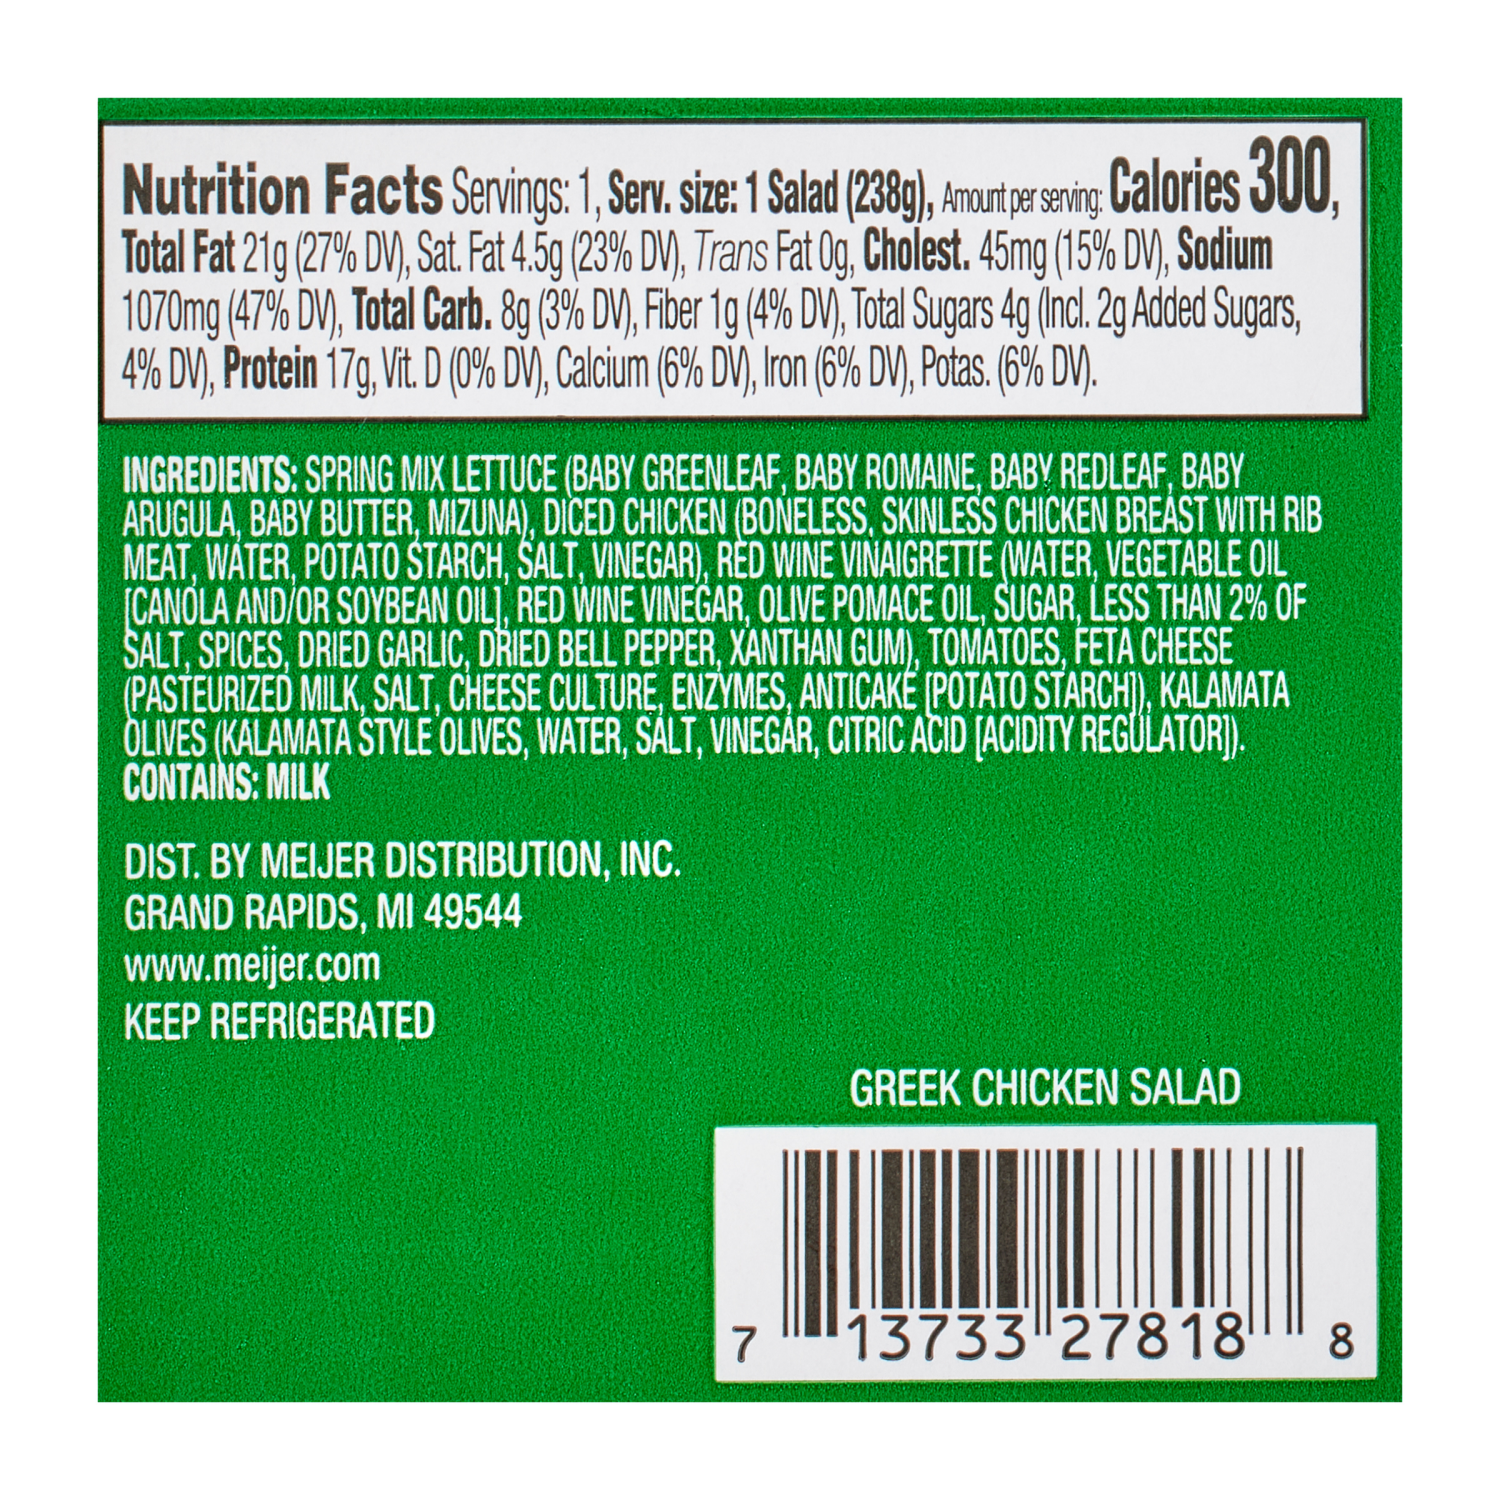 Nutrition Facts Servings: 1, Serv. size: 1 Salad (238g), Amount per serving: Calories 300,
Total Fat 21g (27% DV), Sat. Fat 4.5g (23% DV), Trans Fat 0g, Cholest. 45mg (15% DV), Sodium
1070mg (47% DV), Total Carb. 8g (3% DV), Fiber 1g (4% DV), Total Sugars 4g (Incl. 2g Added Sugars,
4% DV), Protein 17g, Vit. D (0% DV), Calcium (6% DV), Iron (6% DV), Potas. (6% DV).
INGREDIENTS: SPRING MIX LETTUCE (BABY GREENLEAF, BABY ROMAINE, BABY REDLEAF, BABY
ARUGULA, BABY BUTTER, MIZUNA), DICED CHICKEN (BONELESS, SKINLESS CHICKEN BREAST WITH RIB
MEAT, WATER, POTATO STARCH, SALT, VINEGAR), RED WINE VINAIGRETTE (WATER, VEGETABLE OIL
[CANOLA AND/OR SOYBEAN OIL], RED WINE VINEGAR, OLIVE POMACE OIL, SUGAR, LESS THAN 2% OF
SALT, SPICES, DRIED GARLIC, DRIED BELL PEPPER, XANTHAN GUM), TOMATOES, FETA CHEESE
(PASTEURIZED MILK, SALT, CHEESE CULTURE, ENZYMES, ANTICAKE [POTATO STARCH]), KALAMATA
OLIVES (KALAMATA STYLE OLIVES, WATER, SALT, VINEGAR, CITRIC ACID [ACIDITY REGULATOR]).
CONTAINS: MILK
DIST. BY MEIJER DISTRIBUTION, INC.
GRAND RAPIDS, MI 49544
www.meijer.com
KEEP REFRIGERATED
GREEK CHICKEN SALAD
7 13733 27818 8